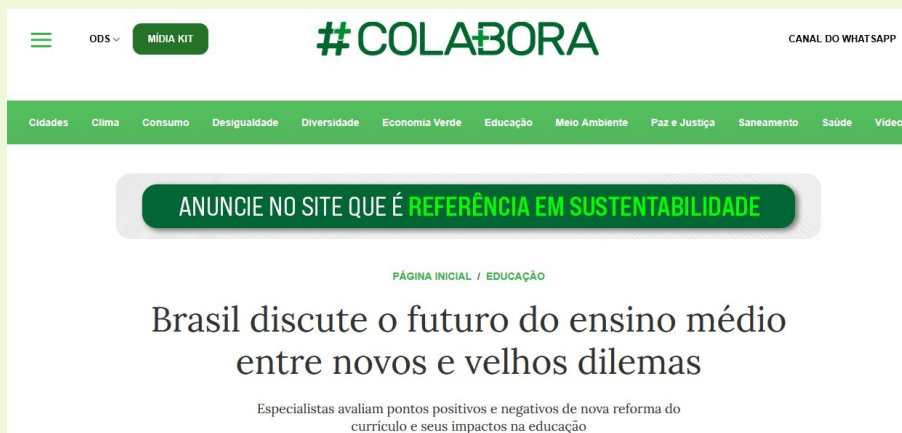 ODS
MÍDIA KIT
#COLABORA
CANAL DO WHATSAPP
Cidades Clima Consumo Desigualdade Diversidade Economia Verde Educação Meio Ambiente Paz e Justiça Saneamento Saúde Vídeo
ANUNCIE NO SITE QUE É REFERÊNCIA EM SUSTENTABILIDADE
PÁGINA INICIAL / EDUCAÇÃO
Brasil discute o futuro do ensino médio
entre novos e velhos dilemas
Especialistas avaliam pontos positivos e negativos de nova reforma do
currículo e seus impactos na educação